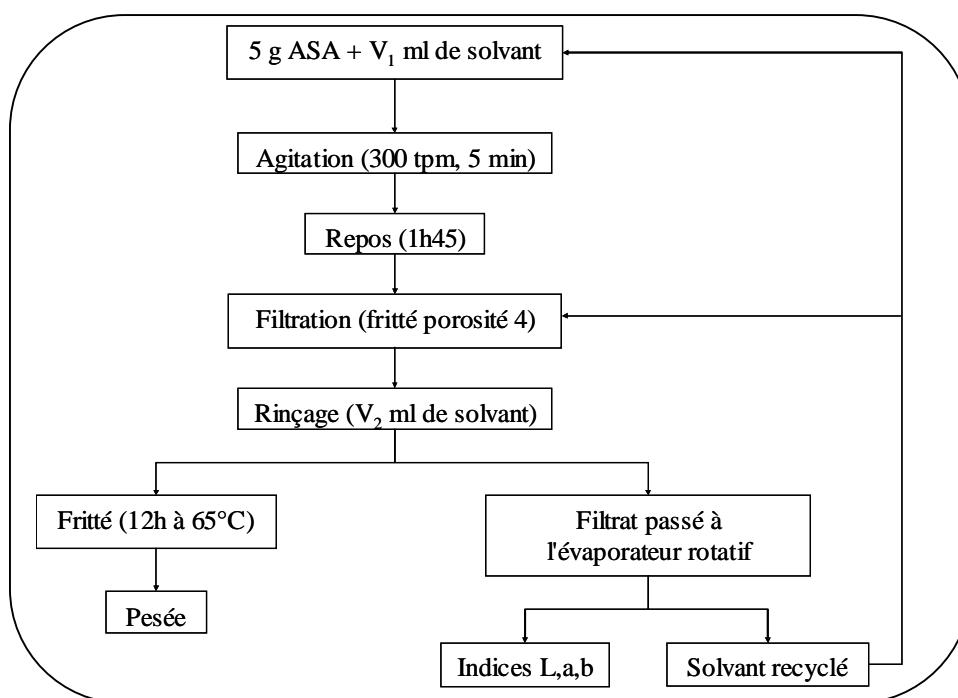 5 g ASA + V₁ ml de solvant
Agitation (300 tpm, 5 min)
Repos (1h45)
Filtration (fritté porosité 4)
Rinçage (V₂ ml de solvant)
Fritté (12h à 65°C)
Filtrat passé à
l'évaporateur rotatif
Pesée
Indices L,a,b
Solvant recyclé